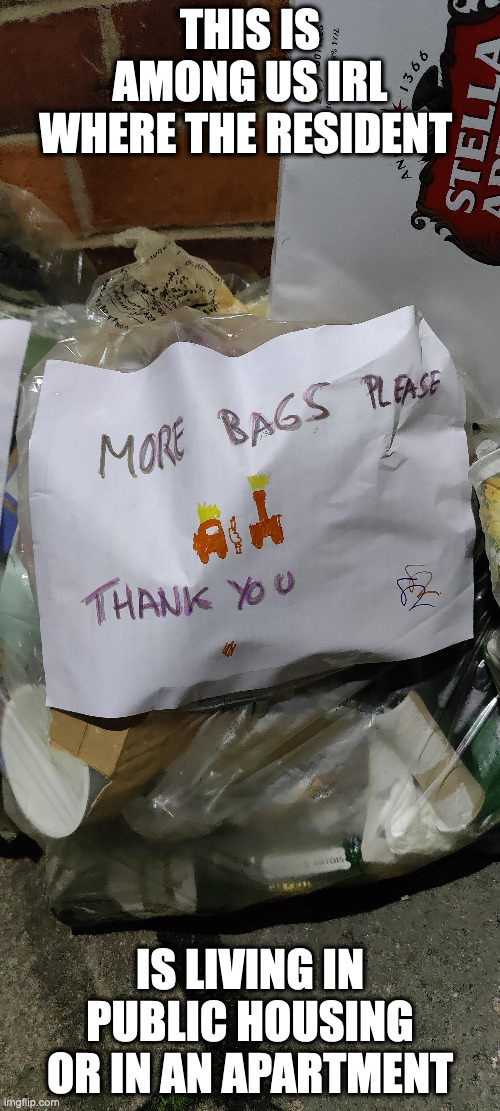 THIS IS
AMONG US IRL
WHERE THE RESIDENT
1366
STELLA
MORE BAGS PLEASE
THANK YOU
IS LIVING IN
PUBLIC HOUSING
OR IN AN APARTMENT
imgflip.com